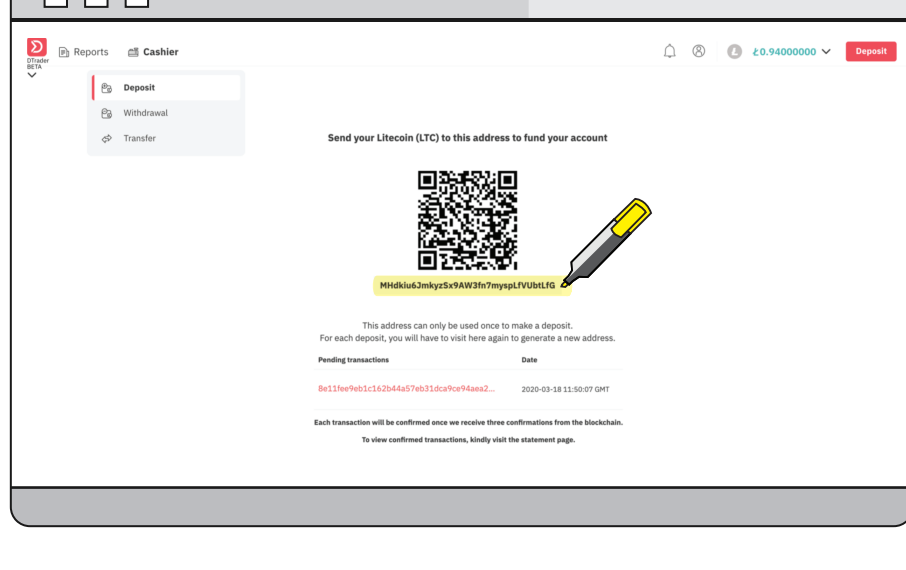 DTrader
BETA
Reports
Cashier
Ł0.94000000
Deposit
Deposit
Withdrawal
Transfer
Send your Litecoin (LTC) to this address to fund your account
MHdkiu6JmkyzSx9AW3fn7myspLfVUbtLfG
This address can only be used once to make a deposit.
For each deposit, you will have to visit here again to generate a new address.
Pending transactions Date
8e11fee9eb1c162b44a57eb31dca9ce94aea2... 2020-03-18 11:50:07 GMT
Each transaction will be confirmed once we receive three confirmations from the blockchain.
To view confirmed transactions, kindly visit the statement page.